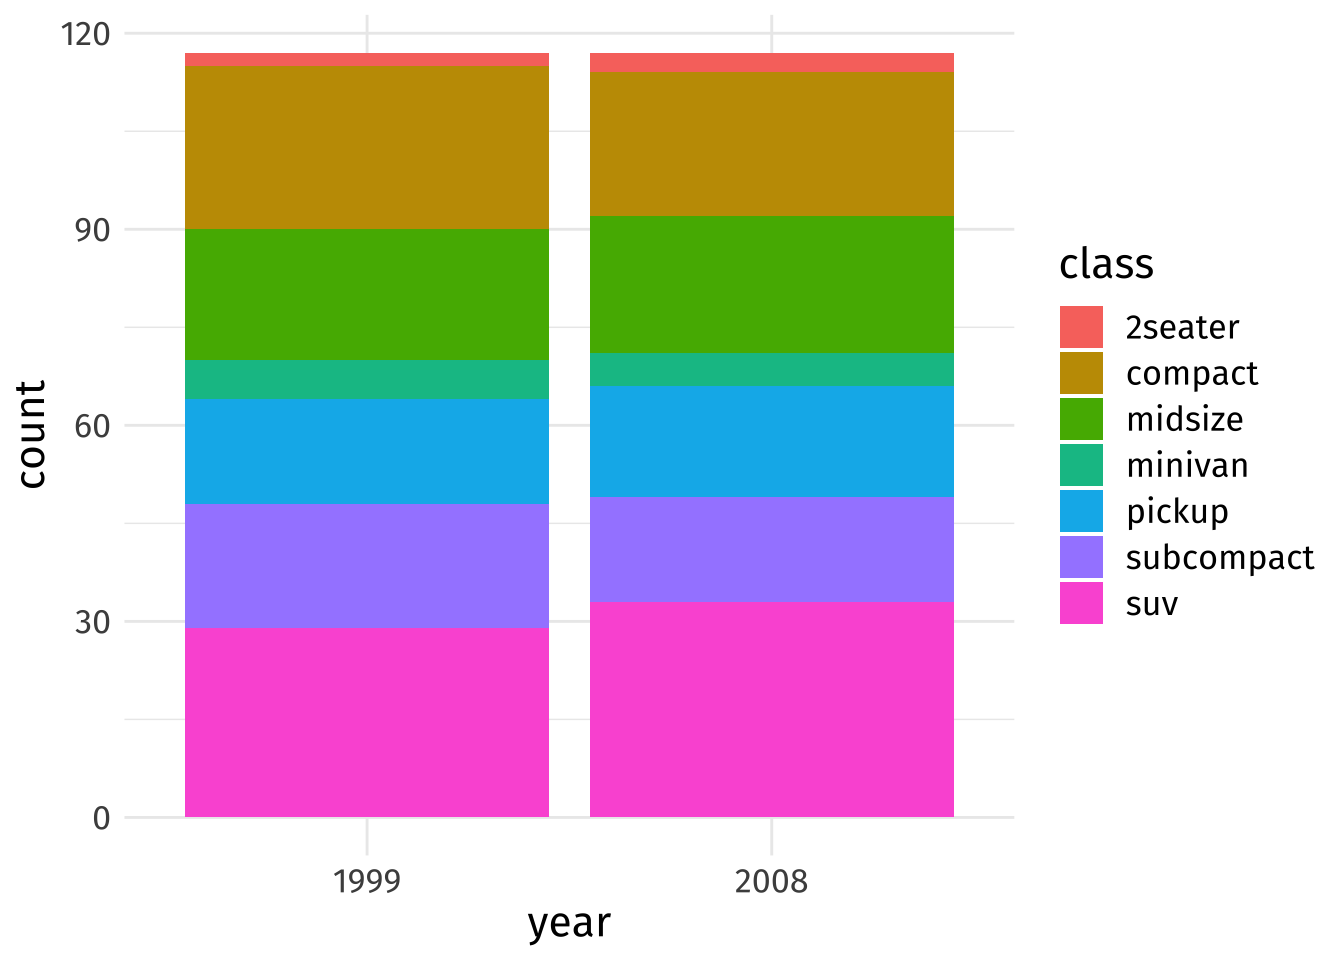 120
90
60
30
0
count
1999
2008
year
class
2seater
compact
midsize
minivan
pickup
subcompact
suv